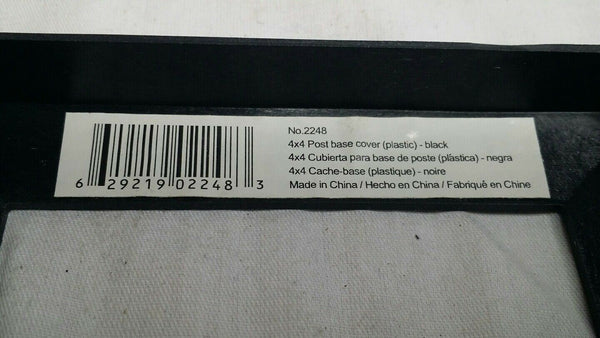 No.2248
4x4 Post base cover (plastic) - black
4x4 Cubierta para base de poste (plástica) - negra
4x4 Cache-base (plastique) - noire
Made in China / Hecho en China / Fabriqué en Chine
6 29219 02248 3